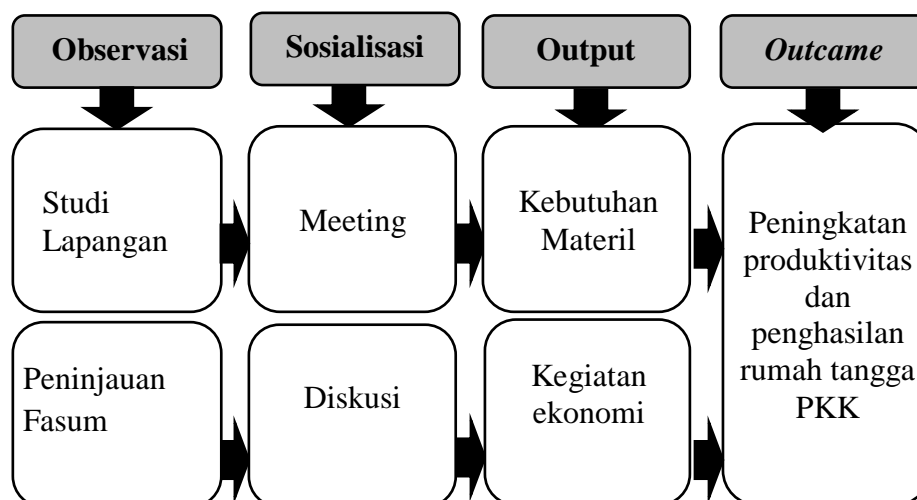 Observasi
Sosialisasi
Output
Outcame
Studi
Lapangan
Meeting
Kebutuhan
Materil
Peningkatan
produktivitas
dan
penghasilan
rumah tangga
PKK
Peninjauan
Fasum
Diskusi
Kegiatan
ekonomi